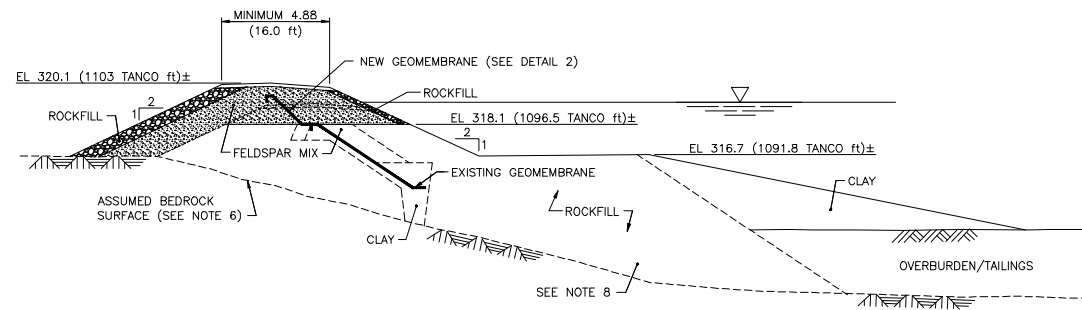 MINIMUM 4.88
(16.0 ft)
NEW GEOMEMBRANE (SEE DETAIL 2)
EL 320.1 (1103 TANCO ft)±
ROCKFILL
2
1
ROCKFILL
EL 318.1 (1096.5 TANCO ft)±
2
1
FELDSPAR MIX
EL 316.7 (1091.8 TANCO ft)±
EXISTING GEOMEMBRANE
CLAY
ASSUMED BEDROCK
SURFACE (SEE NOTE 6)
ROCKFILL
CLAY
OVERBURDEN/TAILINGS
SEE NOTE 8